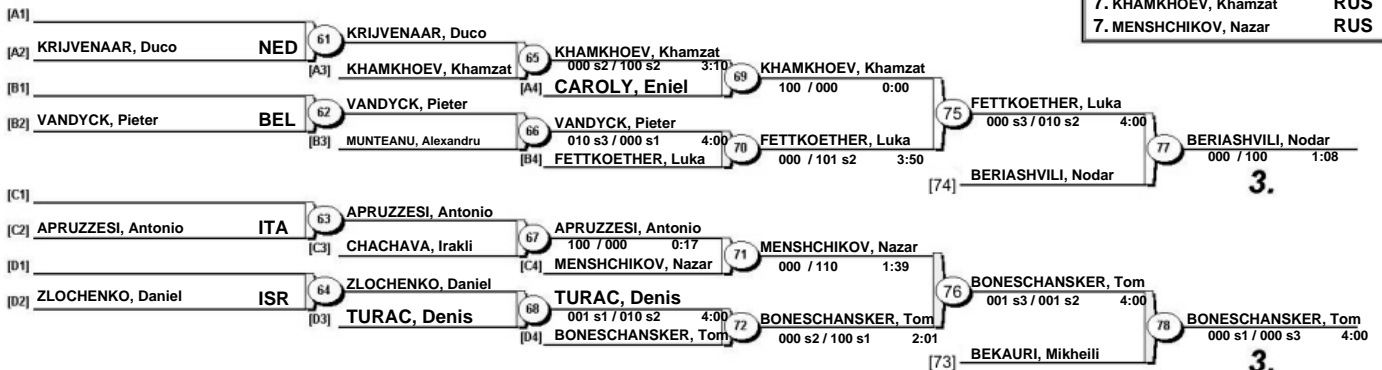 7. KHAMKHOEV, Khamzat RUS
7. MENSHCHIKOV, Nazar RUS
[A1]
[A2] KRIJVENAAR, Duco NED
61
KRIJVENAAR, Duco
[A3] KHAMKHOEV, Khamzat
65
KHAMKHOEV, Khamzat
000 s2 / 100 s2 3:10
[A4] CAROLY, Eniel
69
KHAMKHOEV, Khamzat
100 / 000 0:00
[B1]
[B2] VANDYCK, Pieter BEL
62
VANDYCK, Pieter
[B3] MUNTEANU, Alexandru
66
VANDYCK, Pieter
010 s3 / 000 s1 4:00
[B4] FETTKOETHER, Luka
70
FETTKOETHER, Luka
000 / 101 s2 3:50
75
FETTKOETHER, Luka
000 s3 / 010 s2 4:00
[74] BERIASHVILI, Nodar
77
BERIASHVILI, Nodar
000 / 100 1:08
3.
[C1]
[C2] APRUZZESI, Antonio ITA
63
APRUZZESI, Antonio
[C3] CHACHAVA, Irakli
67
APRUZZESI, Antonio
100 / 000 0:17
[C4] MENSHCHIKOV, Nazar
71
MENSHCHIKOV, Nazar
000 / 110 1:39
[D1]
[D2] ZLOCHENKO, Daniel ISR
64
ZLOCHENKO, Daniel
[D3] TURAC, Denis
68
TURAC, Denis
001 s1 / 010 s2 4:00
[D4] BONESCHANSKER, Tom
72
BONESCHANSKER, Tom
000 s2 / 100 s1 2:01
76
BONESCHANSKER, Tom
001 s3 / 001 s2 4:00
[73] BEKAURI, Mikheili
78
BONESCHANSKER, Tom
000 s1 / 000 s3 4:00
3.